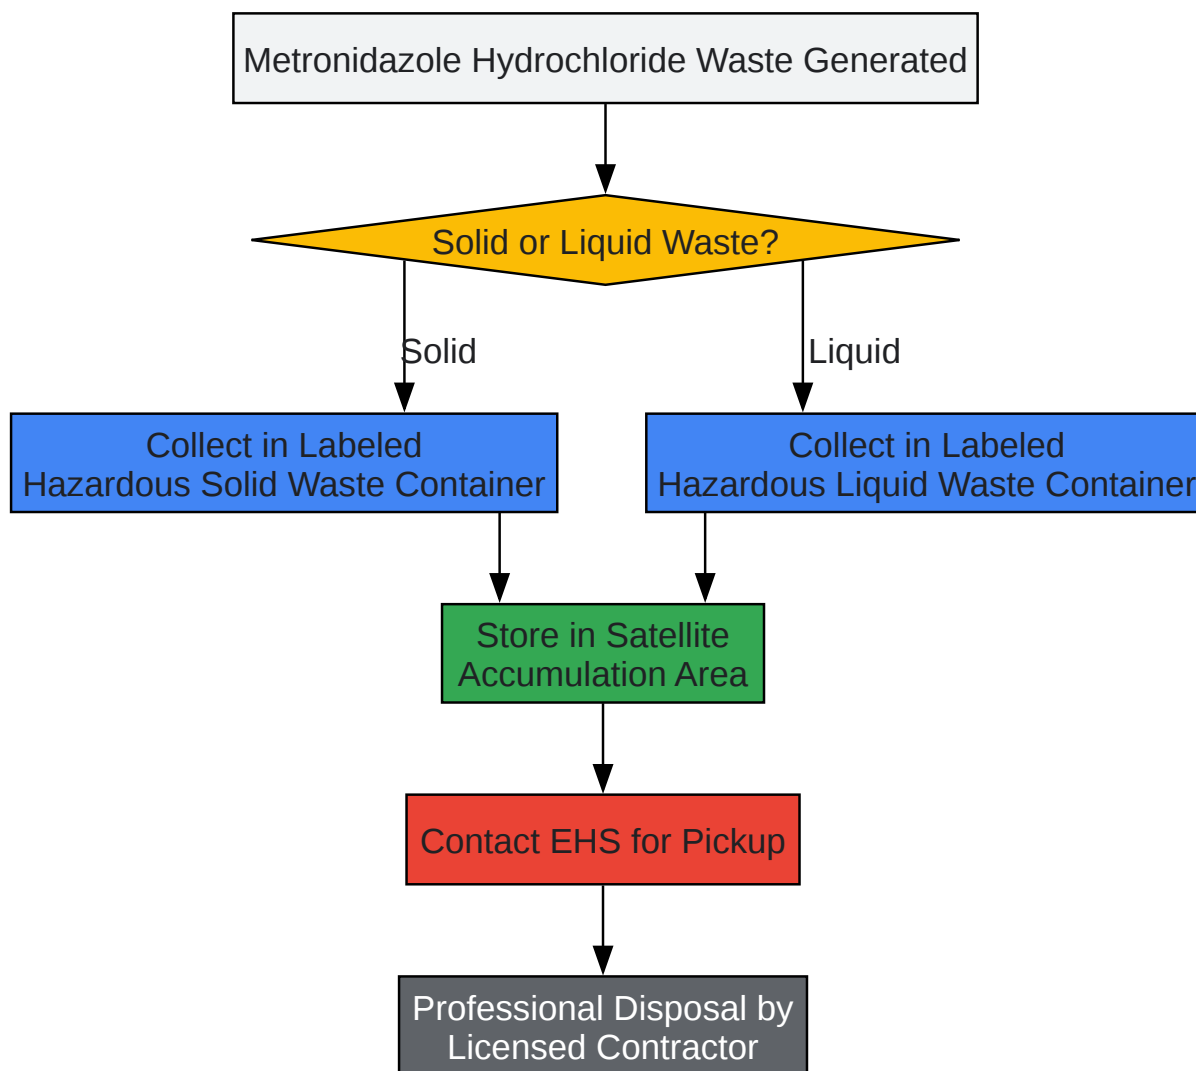 Metronidazole Hydrochloride Waste Generated
Solid or Liquid Waste?
Solid
Liquid
Collect in Labeled
Hazardous Solid Waste Container
Collect in Labeled
Hazardous Liquid Waste Container
Store in Satellite
Accumulation Area
Contact EHS for Pickup
Professional Disposal by
Licensed Contractor